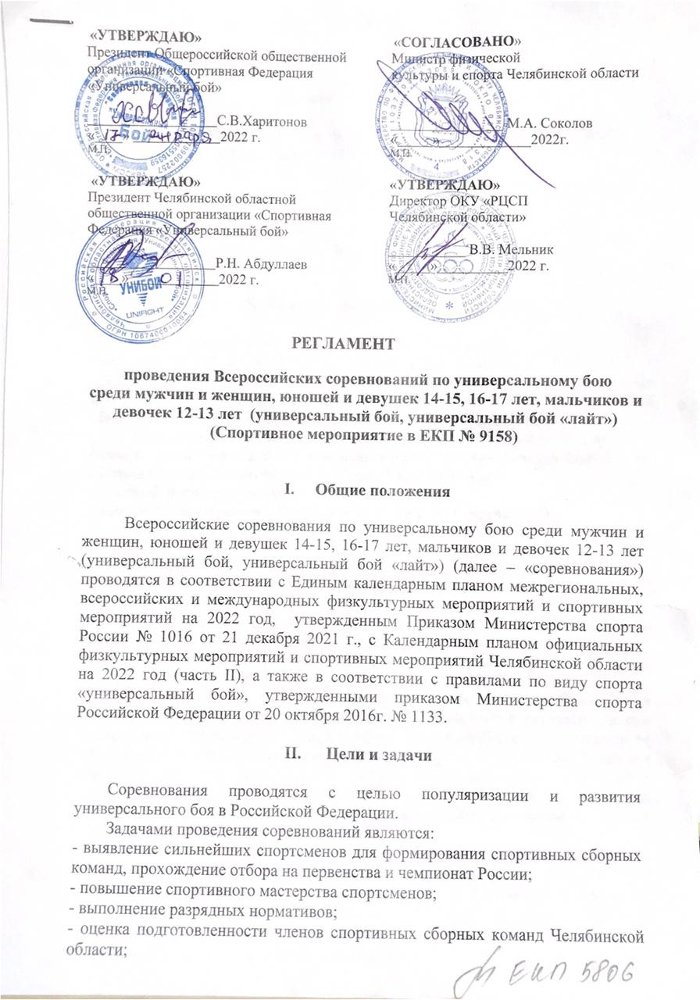 «УТВЕРЖДАЮ»
Президент Общероссийской общественной
организации «Спортивная Федерация
«Универсальный бой»
С.В.Харитонов
«17» января 2022 г.
М.П.
«СОГЛАСОВАНО»
Министр физической
культуры и спорта Челябинской области
М.А. Соколов
« » 2022г.
М.П.
«УТВЕРЖДАЮ»
Президент Челябинской областной
общественной организации «Спортивная
Федерация «Универсальный бой»
Р.Н. Абдуллаев
«18» 01 2022 г.
М.П.
УНИБОЙ
UNIFIGHT
ОГРН 1067400010094
«УТВЕРЖДАЮ»
Директор ОКУ «РЦСП
Челябинской области»
В.В. Мельник
« » 2022 г.
М.П.
РЕГЛАМЕНТ
проведения Всероссийских соревнований по универсальному бою
среди мужчин и женщин, юношей и девушек 14-15, 16-17 лет, мальчиков и
девочек 12-13 лет (универсальный бой, универсальный бой «лайт»)
(Спортивное мероприятие в ЕКП № 9158)
I. Общие положения
Всероссийские соревнования по универсальному бою среди мужчин и
женщин, юношей и девушек 14-15, 16-17 лет, мальчиков и девочек 12-13 лет
(универсальный бой, универсальный бой «лайт») (далее – «соревнования»)
проводятся в соответствии с Единым календарным планом межрегиональных,
всероссийских и международных физкультурных мероприятий и спортивных
мероприятий на 2022 год, утвержденным Приказом Министерства спорта
России № 1016 от 21 декабря 2021 г., с Календарным планом официальных
физкультурных мероприятий и спортивных мероприятий Челябинской области
на 2022 год (часть II), а также в соответствии с правилами по виду спорта
«универсальный бой», утвержденными приказом Министерства спорта
Российской Федерации от 20 октября 2016г. № 1133.
II. Цели и задачи
Соревнования проводятся с целью популяризации и развития
универсального боя в Российской Федерации.
Задачами проведения соревнований являются:
- выявление сильнейших спортсменов для формирования спортивных сборных
команд, прохождение отбора на первенства и чемпионат России;
- повышение спортивного мастерства спортсменов;
- выполнение разрядных нормативов;
- оценка подготовленности членов спортивных сборных команд Челябинской
области;
ЕКП 5806